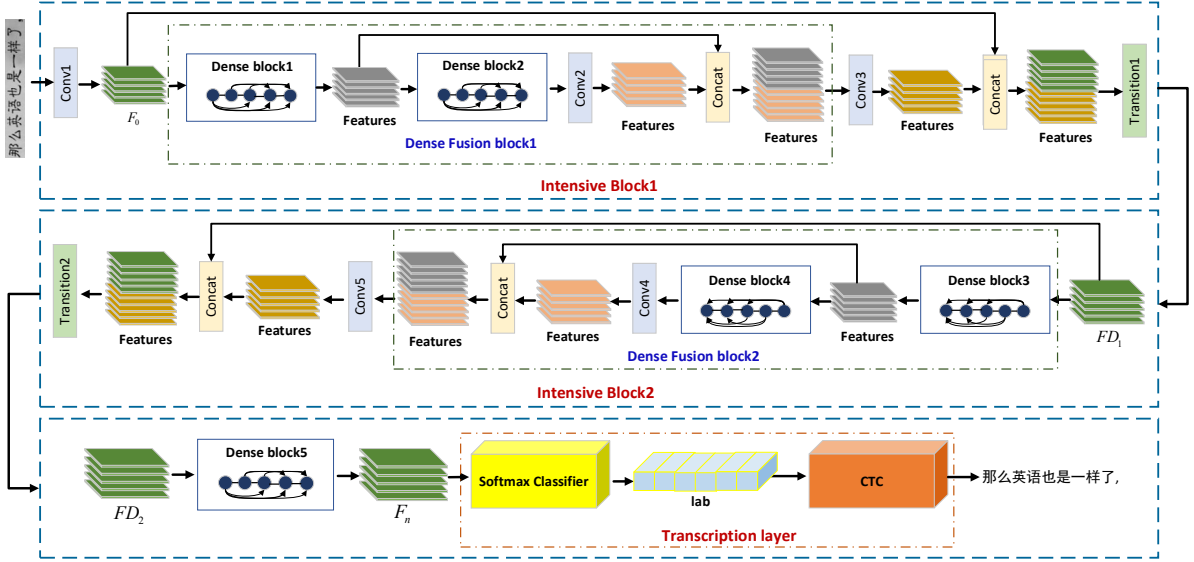 那么英语也是一样了,
Conv1
F₀
Dense block1
Features
Dense block2
Conv2
Features
Concat
Features
Dense Fusion block1
Conv3
Features
Concat
Features
Transition1
Intensive Block1
FD₁
Dense block3
Features
Dense block4
Conv4
Features
Concat
Features
Dense Fusion block2
Conv5
Features
Concat
Features
Transition2
Intensive Block2
FD₂
Dense block5
Fₙ
Softmax Classifier
lab
CTC
Transcription layer
那么英语也是一样了,